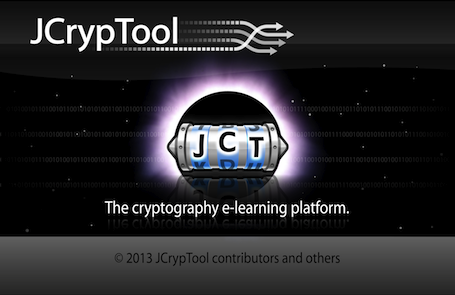 JCrypTool
JCT
The cryptography e-learning platform.
© 2013 JCrypTool contributors and others